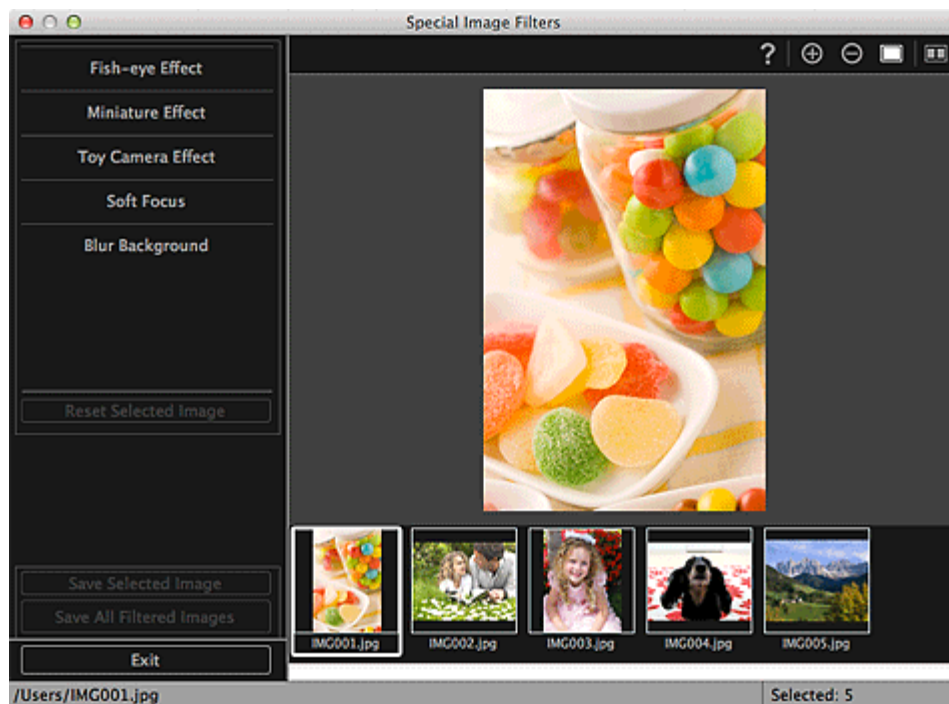 Special Image Filters
Fish-eye Effect
Miniature Effect
Toy Camera Effect
Soft Focus
Blur Background
Reset Selected Image
Save Selected Image
Save All Filtered Images
Exit
?
IMG001.jpg
IMG002.jpg
IMG003.jpg
IMG004.jpg
IMG005.jpg
/Users/IMG001.jpg
Selected: 5